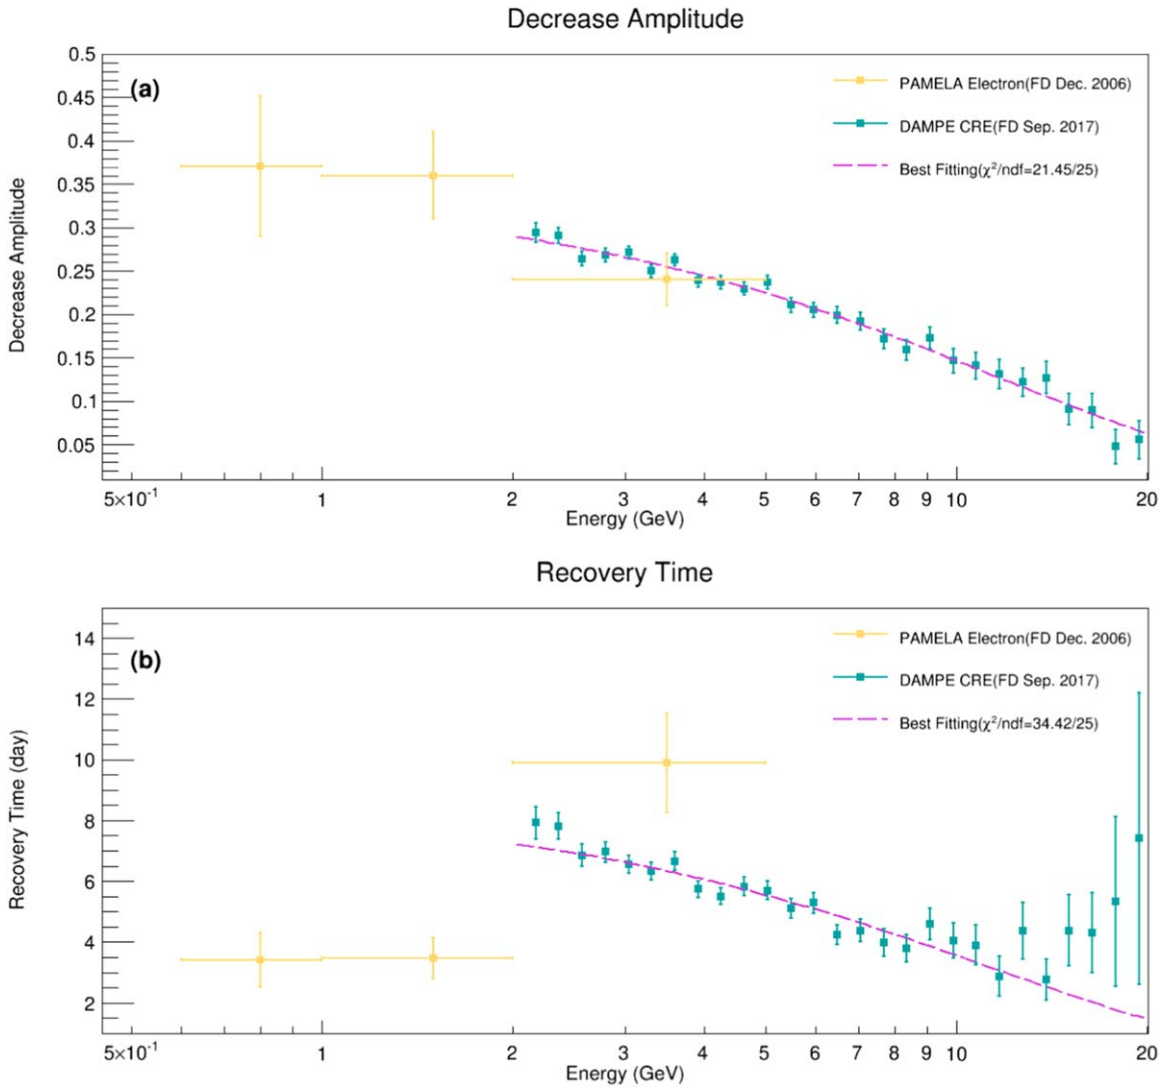 Decrease Amplitude
(a)
PAMELA Electron(FD Dec. 2006)
DAMPE CRE(FD Sep. 2017)
Best Fitting(χ²/ndf=21.45/25)
Decrease Amplitude
0.5
0.45
0.4
0.35
0.3
0.25
0.2
0.15
0.1
0.05
5×10⁻¹ 1 2 3 4 5 6 7 8 9 10 20
Energy (GeV)
Recovery Time
(b)
PAMELA Electron(FD Dec. 2006)
DAMPE CRE(FD Sep. 2017)
Best Fitting(χ²/ndf=34.42/25)
Recovery Time (day)
14
12
10
8
6
4
2
5×10⁻¹ 1 2 3 4 5 6 7 8 9 10 20
Energy (GeV)